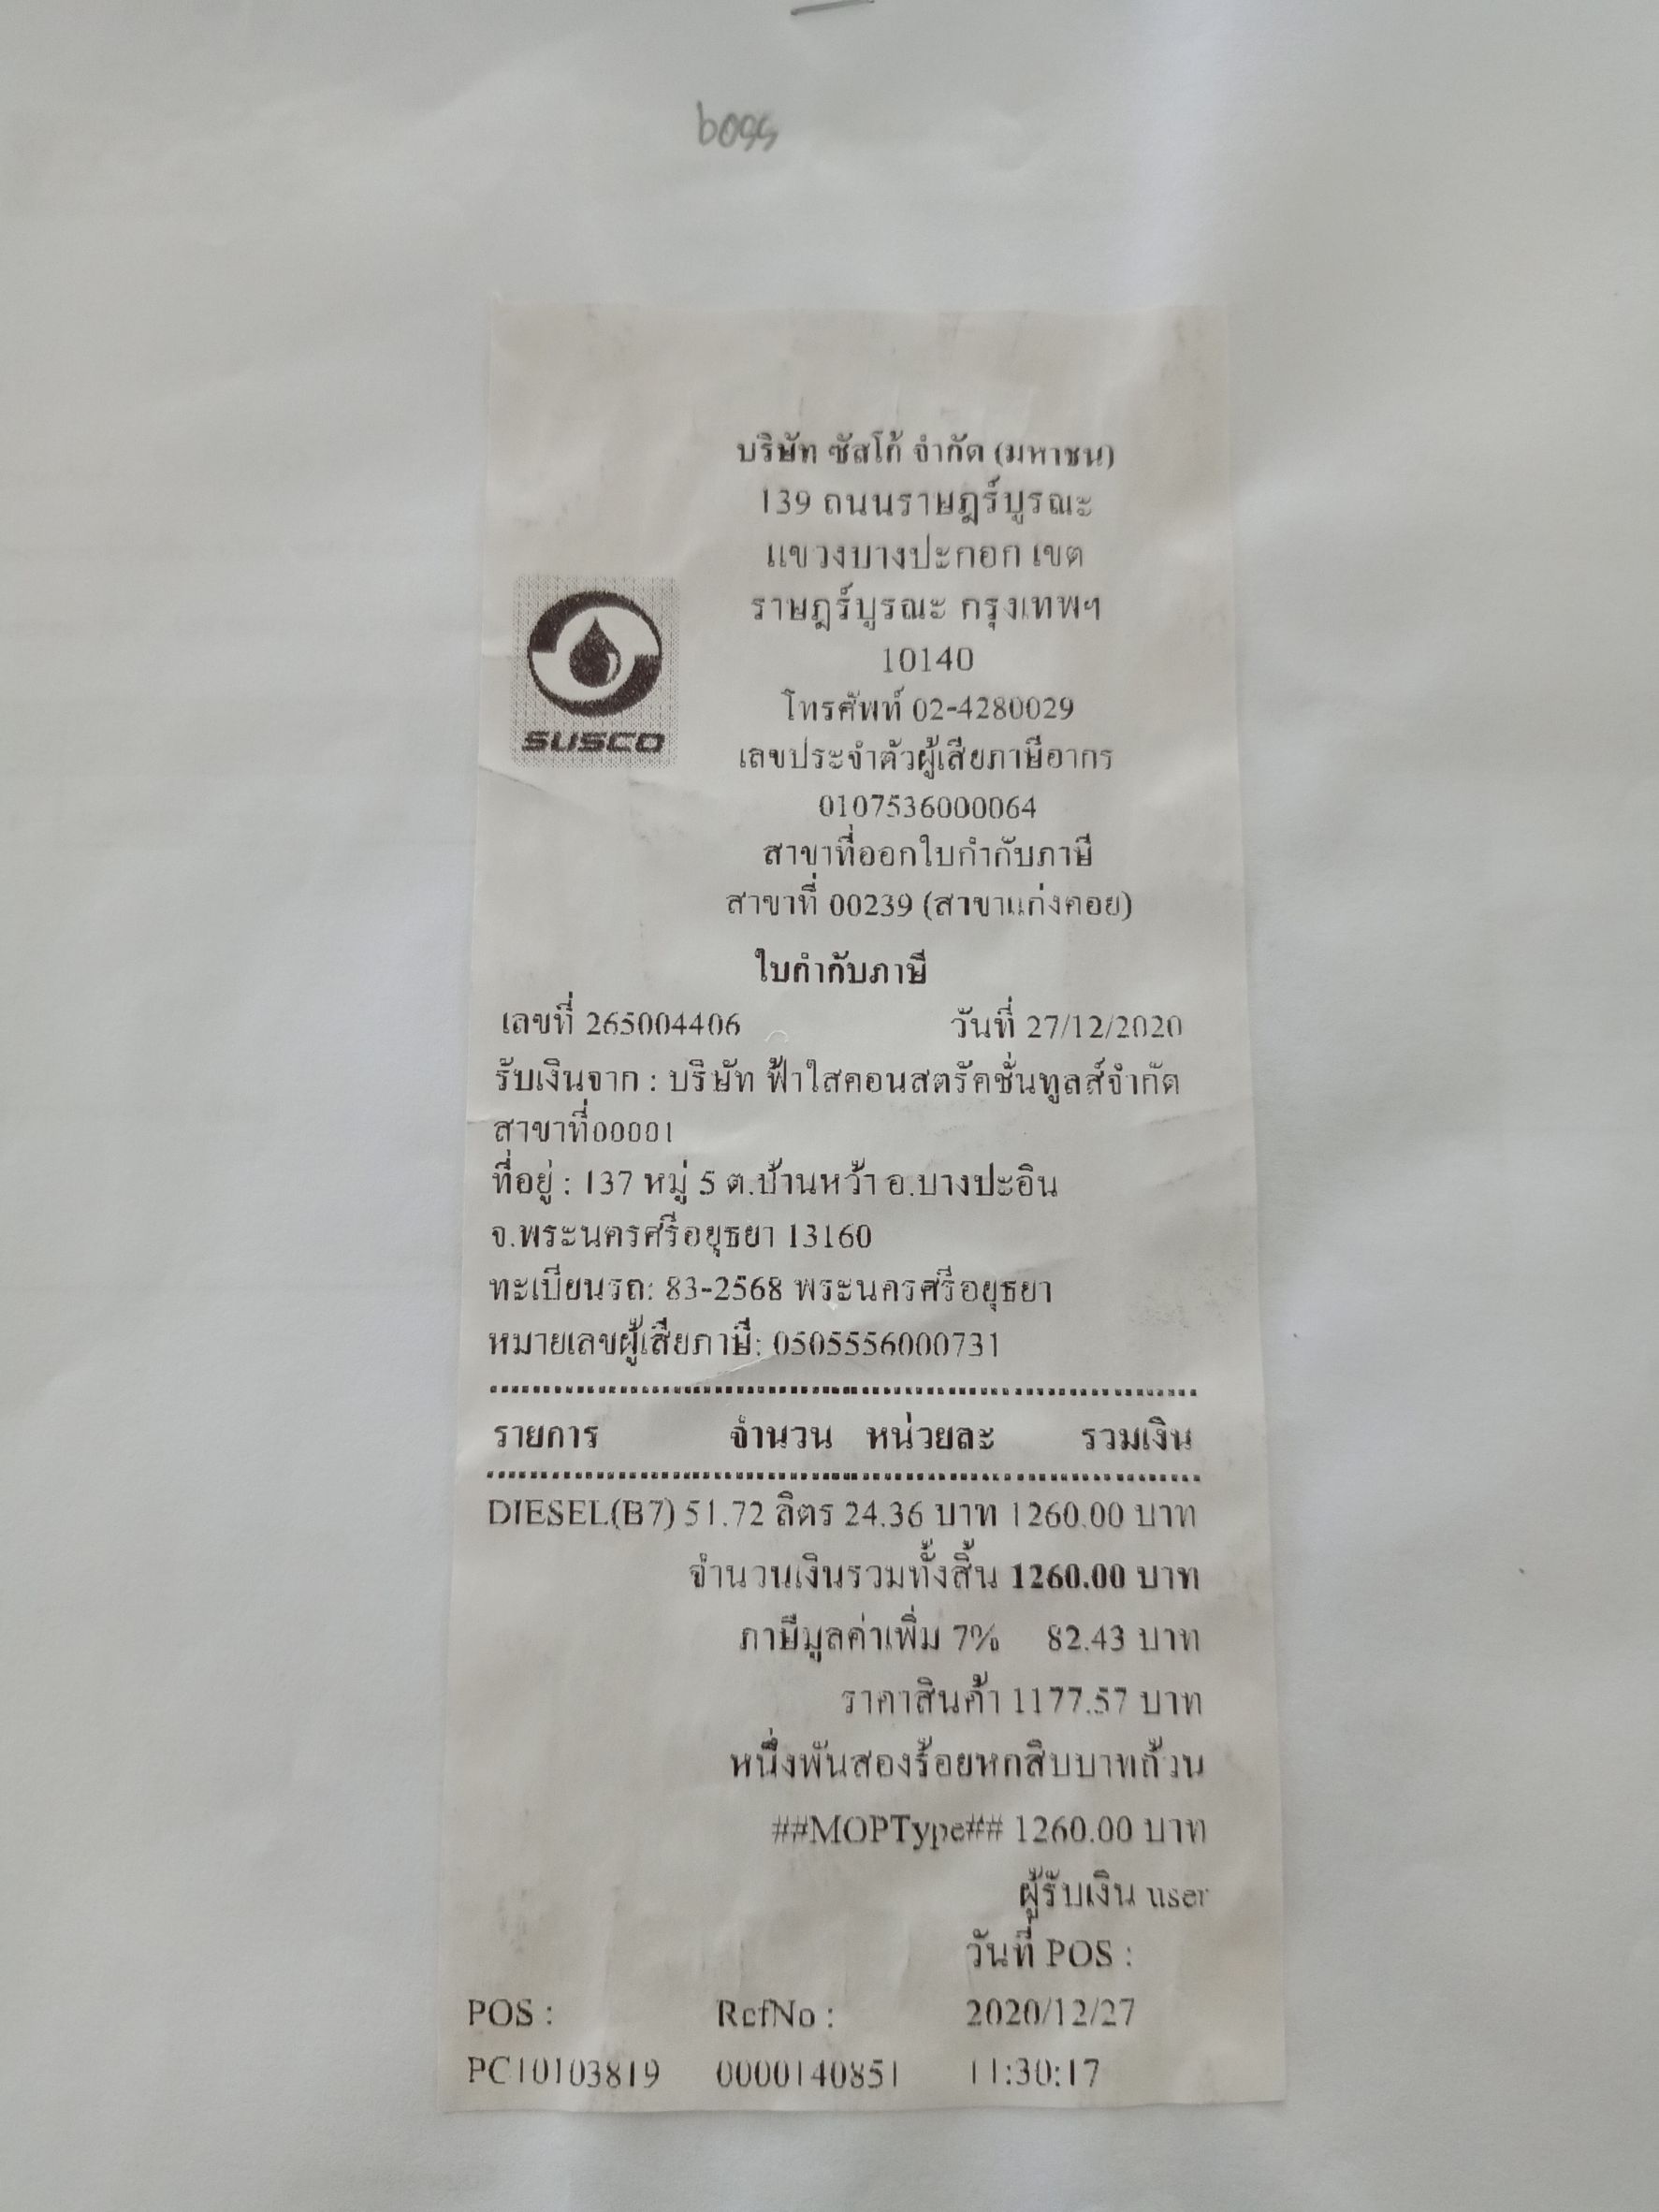 boss
บริษัท ซัสโก้ จำกัด (มหาชน)
139 ถนนราษฎร์บูรณะ
แขวงบางปะกอก เขต
ราษฎร์บูรณะ กรุงเทพฯ
10140
โทรศัพท์ 02-4280029
SUSCO
เลขประจำตัวผู้เสียภาษีอากร
0107536000064
สาขาที่ออกใบกำกับภาษี
สาขาที่ 00239 (สาขาแก่งคอย)
ใบกำกับภาษี
เลขที่ 265004406 วันที่ 27/12/2020
รับเงินจาก : บริษัท ฟ้าใสคอนสตรัคชั่นทูลส์จำกัด
สาขาที่00001
ที่อยู่ : 137 หมู่ 5 ต.บ้านหว้า อ.บางปะอิน
จ.พระนครศรีอยุธยา 13160
ทะเบียนรถ: 83-2568 พระนครศรีอยุธยา
หมายเลขผู้เสียภาษี: 0505556000731
รายการ จำนวน หน่วยละ รวมเงิน
DIESEL(B7) 51.72 ลิตร 24.36 บาท 1260.00 บาท
จำนวนเงินรวมทั้งสิ้น 1260.00 บาท
ภาษีมูลค่าเพิ่ม 7% 82.43 บาท
ราคาสินค้า 1177.57 บาท
หนึ่งพันสองร้อยหกสิบบาทถ้วน
##MOPType## 1260.00 บาท
ผู้รับเงิน user
วันที่ POS :
POS : RefNo : 2020/12/27
PC10103819 0000140851 11:30:17